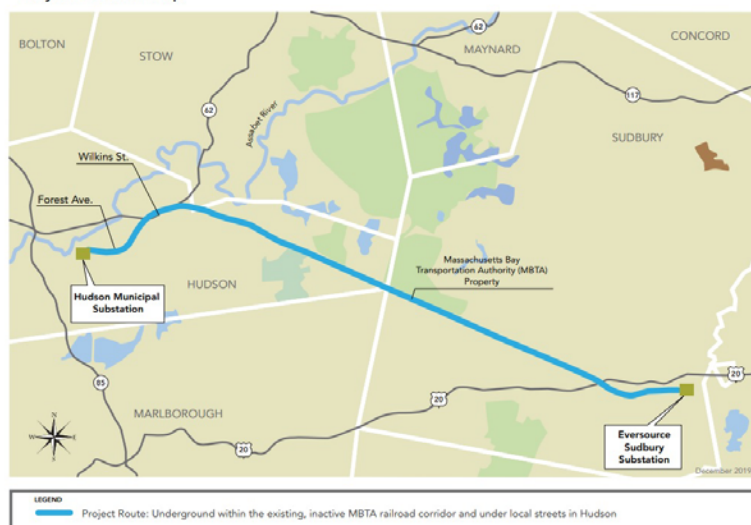 BOLTON
STOW
62
MAYNARD
CONCORD
117
62
Assabet River
SUDBURY
Wilkins St.
Forest Ave.
Massachusetts Bay
Transportation Authority (MBTA)
Property
Hudson Municipal
Substation
HUDSON
85
20
20
MARLBOROUGH
20
N
W
E
S
Eversource
Sudbury
Substation
December 2019
LEGEND
Project Route: Underground within the existing, inactive MBTA railroad corridor and under local streets in Hudson